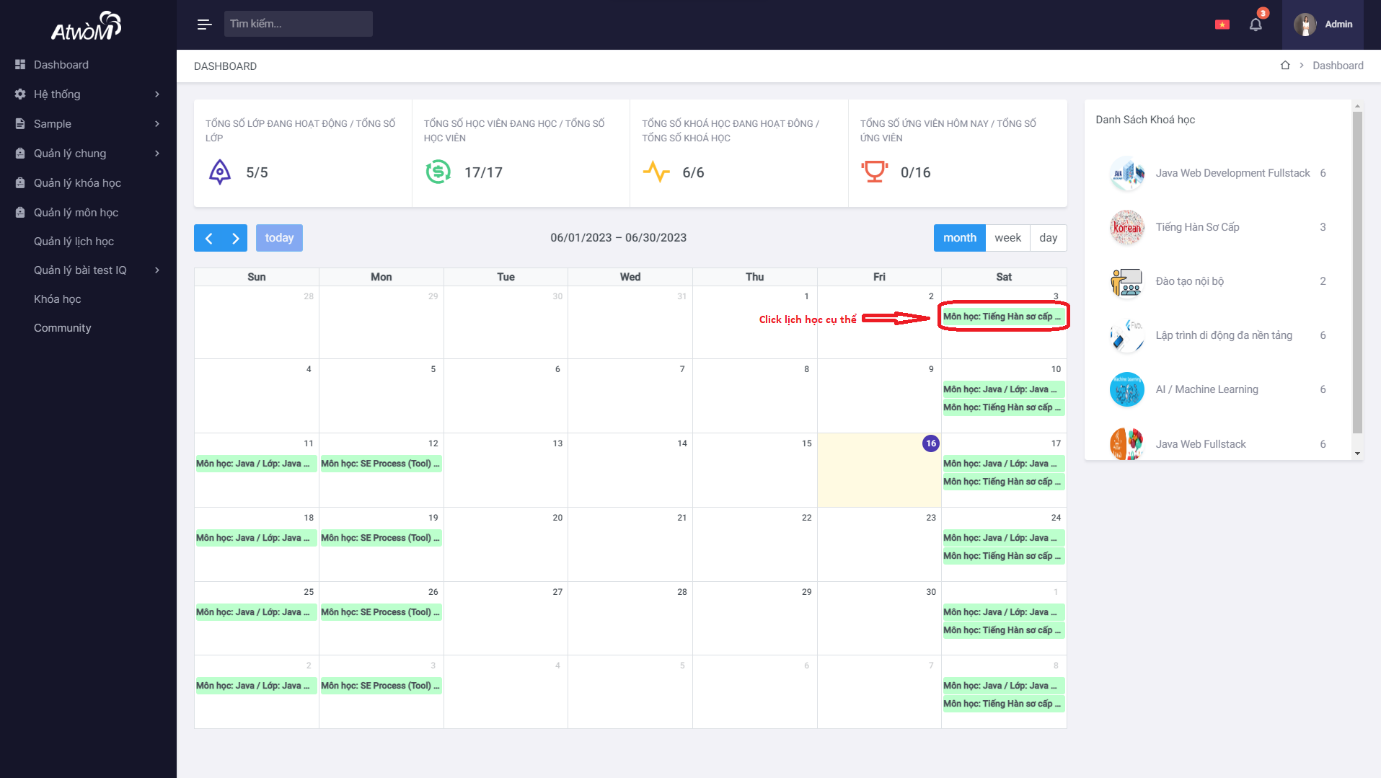 AtwoM
Tìm kiếm...
3
Admin
Dashboard
Hệ thống
Sample
Quản lý chung
Quản lý khóa học
Quản lý môn học
Quản lý lịch học
Quản lý bài test IQ
Khóa học
Community
DASHBOARD
Dashboard
TỔNG SỐ LỚP ĐANG HOẠT ĐỘNG / TỔNG SỐ
LỚP
5/5
TỔNG SỐ HỌC VIÊN ĐANG HỌC / TỔNG SỐ
HỌC VIÊN
17/17
TỔNG SỐ KHOÁ HỌC ĐANG HOẠT ĐÔNG /
TỔNG SỐ KHOÁ HỌC
6/6
TỔNG SỐ ỨNG VIÊN HÔM NAY / TỔNG SỐ
ỨNG VIÊN
0/16
today
06/01/2023 – 06/30/2023
month week day
Sun Mon Tue Wed Thu Fri Sat
28 29 30 31 1 2 3
Click lịch học cụ thể
Môn học: Tiếng Hàn sơ cấp ...
4 5 6 7 8 9 10
Môn học: Java / Lớp: Java ...
Môn học: Tiếng Hàn sơ cấp ...
11 12 13 14 15 16 17
Môn học: Java / Lớp: Java ... Môn học: SE Process (Tool) ... Môn học: Java / Lớp: Java ...
Môn học: Tiếng Hàn sơ cấp ...
18 19 20 21 22 23 24
Môn học: Java / Lớp: Java ... Môn học: SE Process (Tool) ... Môn học: Java / Lớp: Java ...
Môn học: Tiếng Hàn sơ cấp ...
25 26 27 28 29 30 1
Môn học: Java / Lớp: Java ... Môn học: SE Process (Tool) ... Môn học: Java / Lớp: Java ...
Môn học: Tiếng Hàn sơ cấp ...
2 3 4 5 6 7 8
Môn học: Java / Lớp: Java ... Môn học: SE Process (Tool) ... Môn học: Java / Lớp: Java ...
Môn học: Tiếng Hàn sơ cấp ...
Danh Sách Khoá học
Java Web Development Fullstack 6
Korean
Tiếng Hàn Sơ Cấp 3
Đào tạo nội bộ 2
Lập trình di động đa nền tảng 6
AI / Machine Learning 6
Java Web Fullstack 6